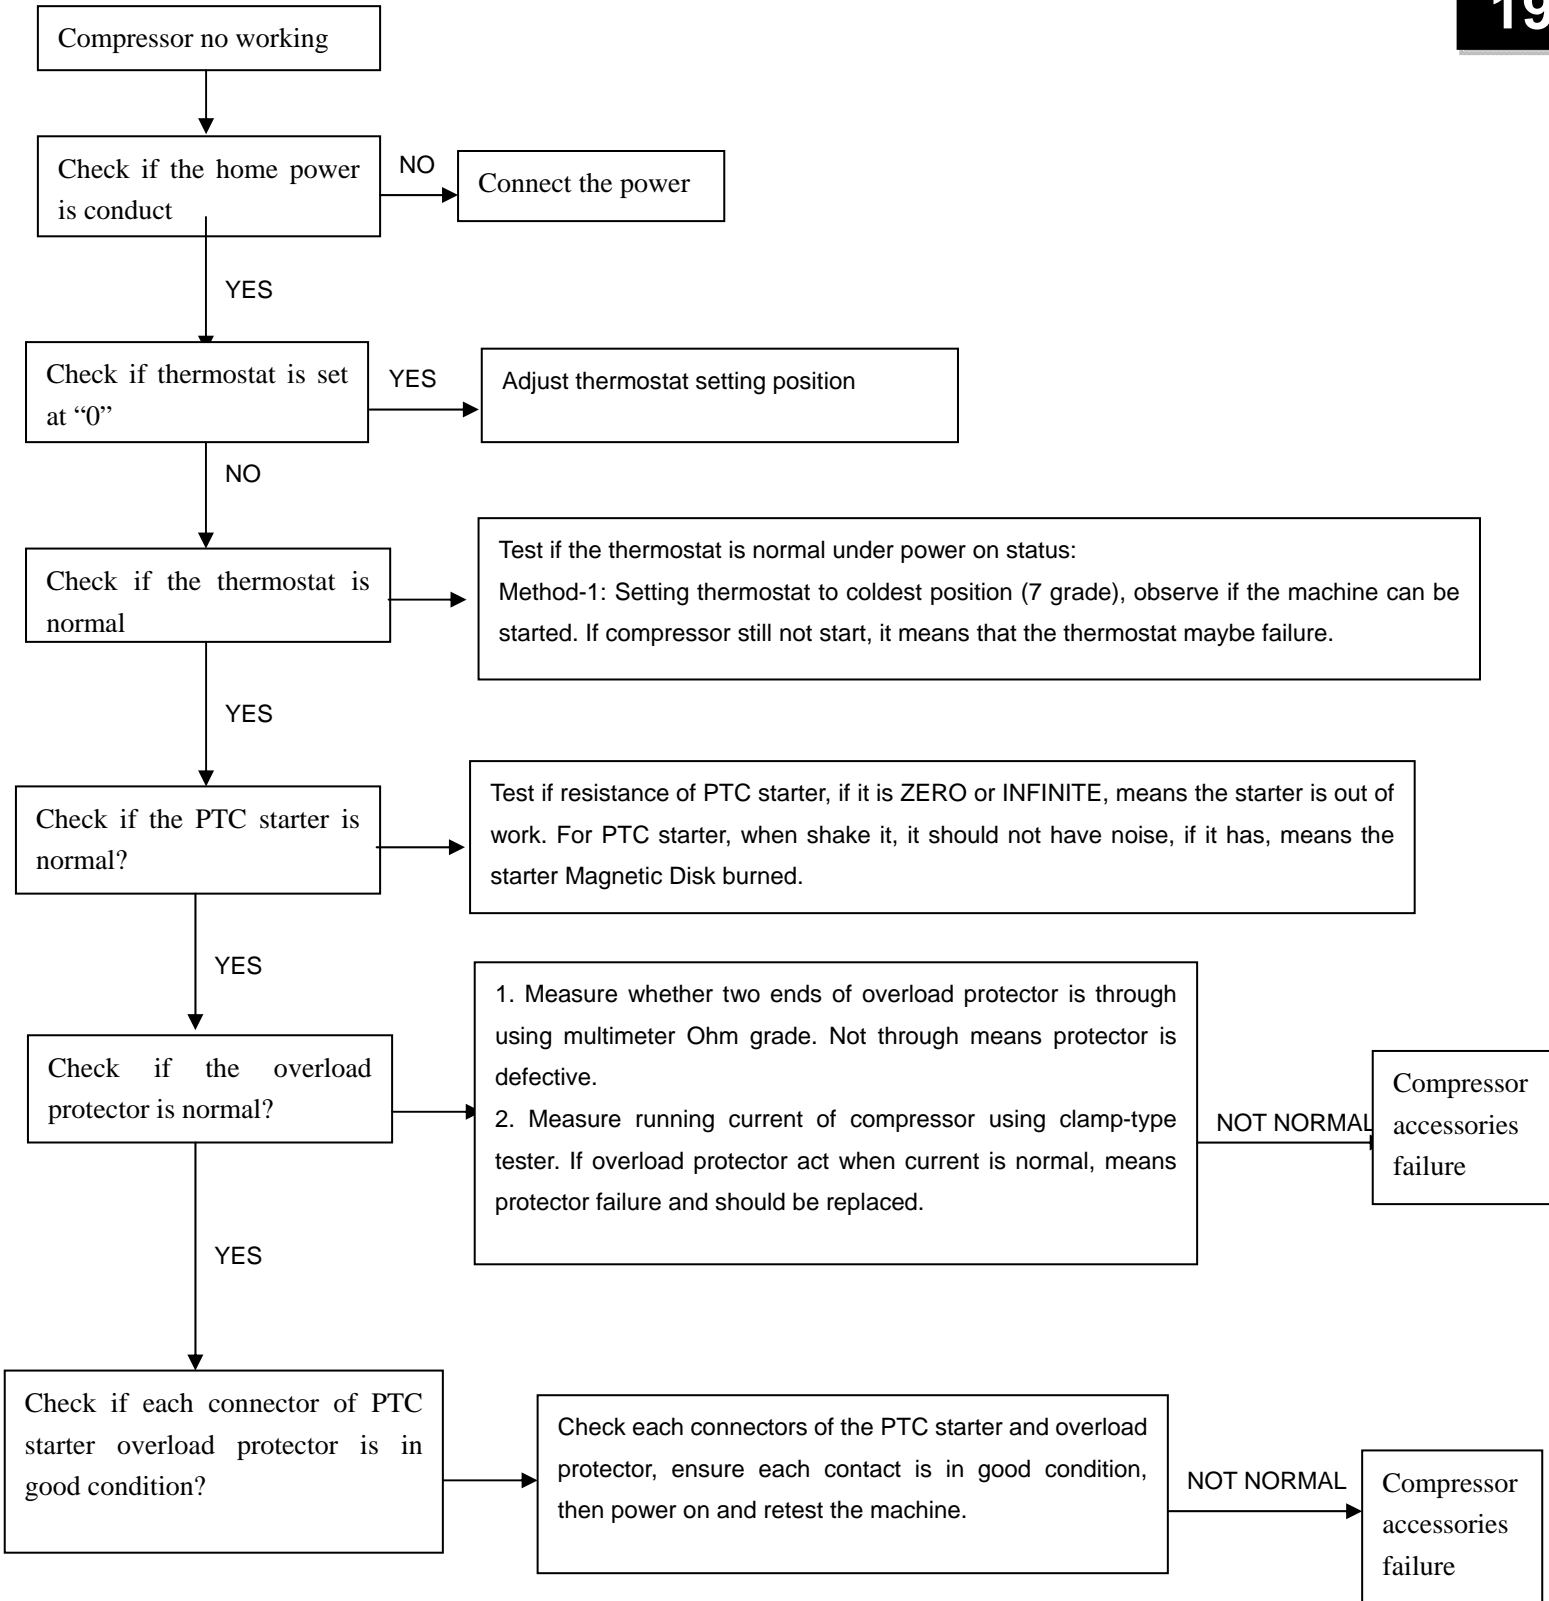 19
Compressor no working
Check if the home power
is conduct
NO
Connect the power
YES
Check if thermostat is set
at “0”
YES
Adjust thermostat setting position
NO
Check if the thermostat is
normal
Test if the thermostat is normal under power on status:
Method-1: Setting thermostat to coldest position (7 grade), observe if the machine can be
started. If compressor still not start, it means that the thermostat maybe failure.
YES
Check if the PTC starter is
normal?
Test if resistance of PTC starter, if it is ZERO or INFINITE, means the starter is out of
work. For PTC starter, when shake it, it should not have noise, if it has, means the
starter Magnetic Disk burned.
YES
Check if the overload
protector is normal?
1. Measure whether two ends of overload protector is through
using multimeter Ohm grade. Not through means protector is
defective.
2. Measure running current of compressor using clamp-type
tester. If overload protector act when current is normal, means
protector failure and should be replaced.
NOT NORMAL
Compressor
accessories
failure
YES
Check if each connector of PTC
starter overload protector is in
good condition?
Check each connectors of the PTC starter and overload
protector, ensure each contact is in good condition,
then power on and retest the machine.
NOT NORMAL
Compressor
accessories
failure